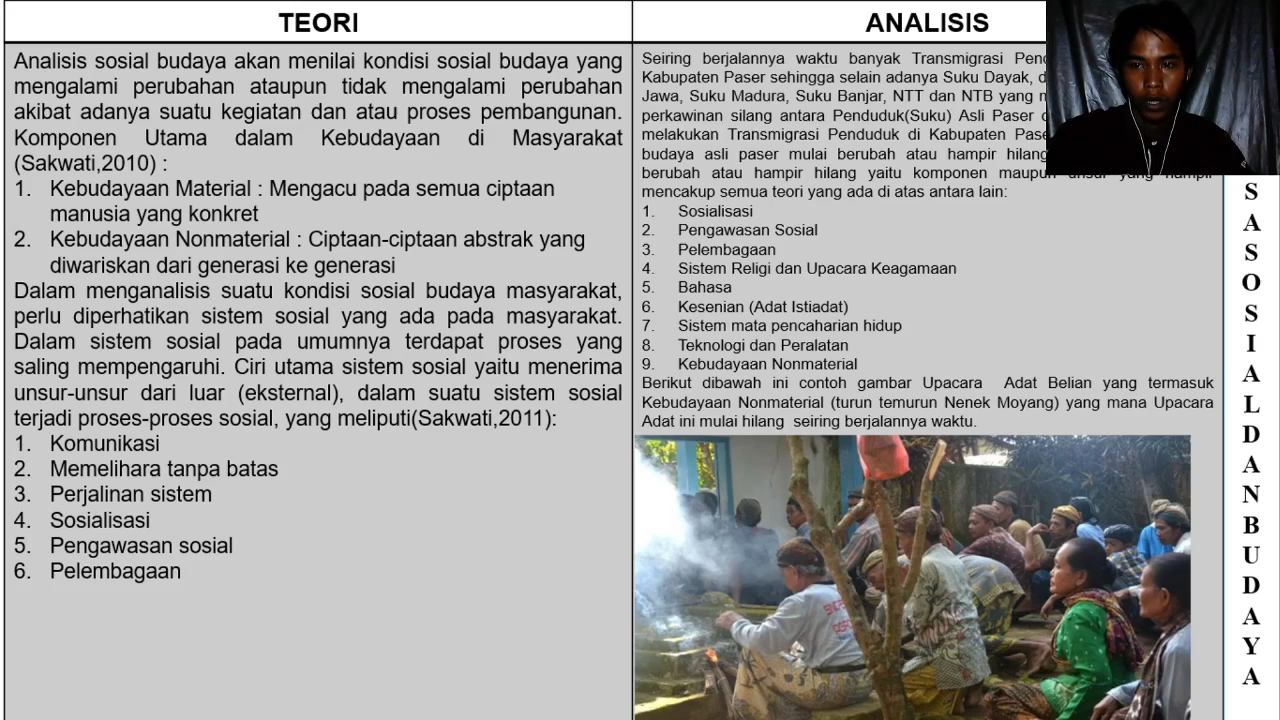 TEORI
Analisis sosial budaya akan menilai kondisi sosial budaya yang
mengalami perubahan ataupun tidak mengalami perubahan
akibat adanya suatu kegiatan dan atau proses pembangunan.
Komponen Utama dalam Kebudayaan di Masyarakat
(Sakwati,2010) :
1. Kebudayaan Material : Mengacu pada semua ciptaan
manusia yang konkret
2. Kebudayaan Nonmaterial : Ciptaan-ciptaan abstrak yang
diwariskan dari generasi ke generasi
Dalam menganalisis suatu kondisi sosial budaya masyarakat,
perlu diperhatikan sistem sosial yang ada pada masyarakat.
Dalam sistem sosial pada umumnya terdapat proses yang
saling mempengaruhi. Ciri utama sistem sosial yaitu menerima
unsur-unsur dari luar (eksternal), dalam suatu sistem sosial
terjadi proses-proses sosial, yang meliputi(Sakwati,2011):
1. Komunikasi
2. Memelihara tanpa batas
3. Perjalinan sistem
4. Sosialisasi
5. Pengawasan sosial
6. Pelembagaan
ANALISIS
Seiring berjalannya waktu banyak Transmigrasi
Kabupaten Paser sehingga selain adanya Suku Dayak,
Jawa, Suku Madura, Suku Banjar, NTT dan NTB yang
perkawinan silang antara Penduduk(Suku) Asli Paser
melakukan Transmigrasi Penduduk di Kabupaten
budaya asli paser mulai berubah atau hampir hilang
berubah atau hampir hilang yaitu komponen maupun unsur yang hampir
mencakup semua teori yang ada di atas antara lain:
1. Sosialisasi
2. Pengawasan Sosial
3. Pelembagaan
4. Sistem Religi dan Upacara Keagamaan
5. Bahasa
6. Kesenian (Adat Istiadat)
7. Sistem mata pencaharian hidup
8. Teknologi dan Peralatan
9. Kebudayaan Nonmaterial
Berikut dibawah ini contoh gambar Upacara Adat Belian yang termasuk
Kebudayaan Nonmaterial (turun temurun Nenek Moyang) yang mana Upacara
Adat ini mulai hilang seiring berjalannya waktu.
S
A
S
O
S
I
A
L
D
A
N
B
U
D
A
Y
A